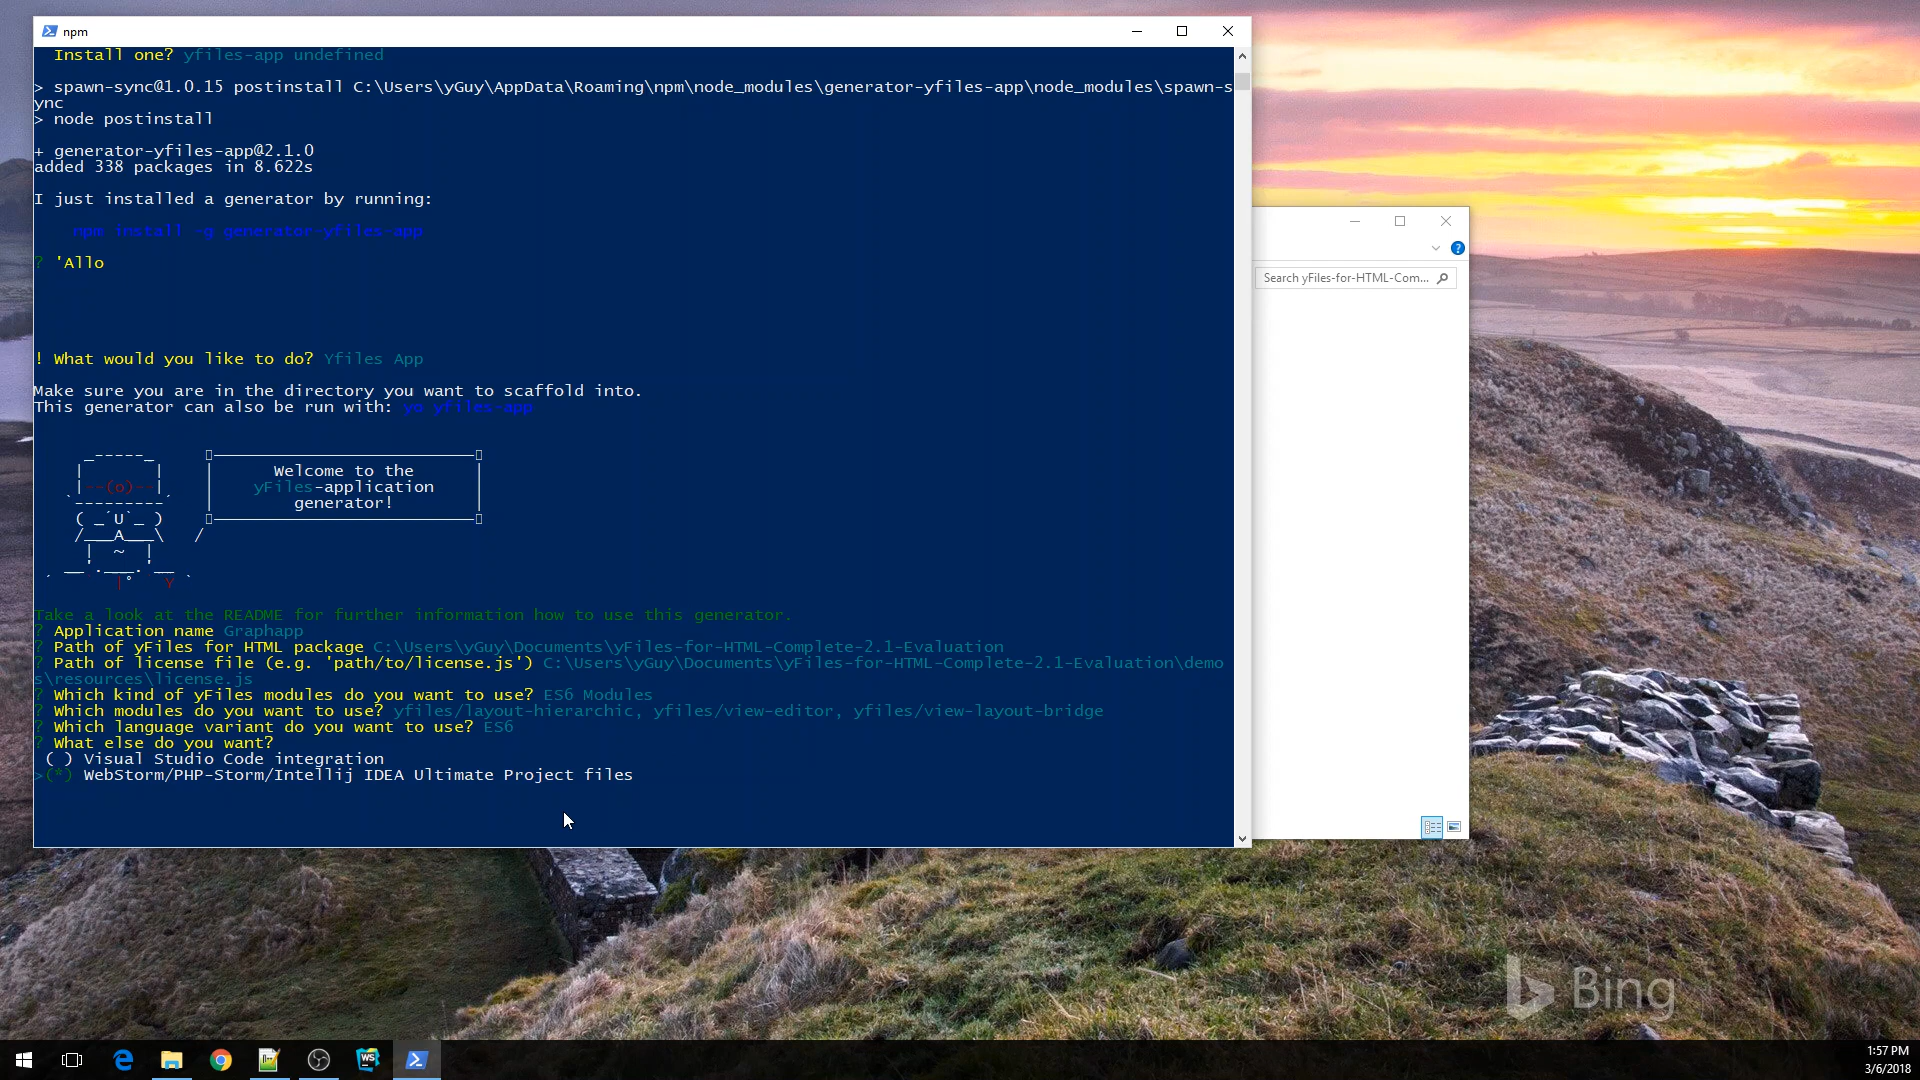 npm
Install one? yfiles-app undefined
> spawn-sync@1.0.15 postinstall C:\Users\yGuy\AppData\Roaming\npm\node_modules\generator-yfiles-app\node_modules\spawn-s
ync
> node postinstall
+ generator-yfiles-app@2.1.0
added 338 packages in 8.622s
I just installed a generator by running:
npm install -g generator-yfiles-app
? 'Allo
! What would you like to do? Yfiles App
Make sure you are in the directory you want to scaffold into.
This generator can also be run with: yo yfiles-app
Welcome to the
yFiles-application
generator!
Take a look at the README for further information how to use this generator.
? Application name Graphapp
? Path of yFiles for HTML package C:\Users\yGuy\Documents\yFiles-for-HTML-Complete-2.1-Evaluation
? Path of license file (e.g. 'path/to/license.js') C:\Users\yGuy\Documents\yFiles-for-HTML-Complete-2.1-Evaluation\demo
s\resources\license.js
? Which kind of yFiles modules do you want to use? ES6 Modules
? Which modules do you want to use? yfiles/layout-hierarchic, yfiles/view-editor, yfiles/view-layout-bridge
? Which language variant do you want to use? ES6
? What else do you want?
( ) Visual Studio Code integration
>(*) WebStorm/PHP-Storm/Intellij IDEA Ultimate Project files
Search yFiles-for-HTML-Com...
Bing
WS
1:57 PM
3/6/2018